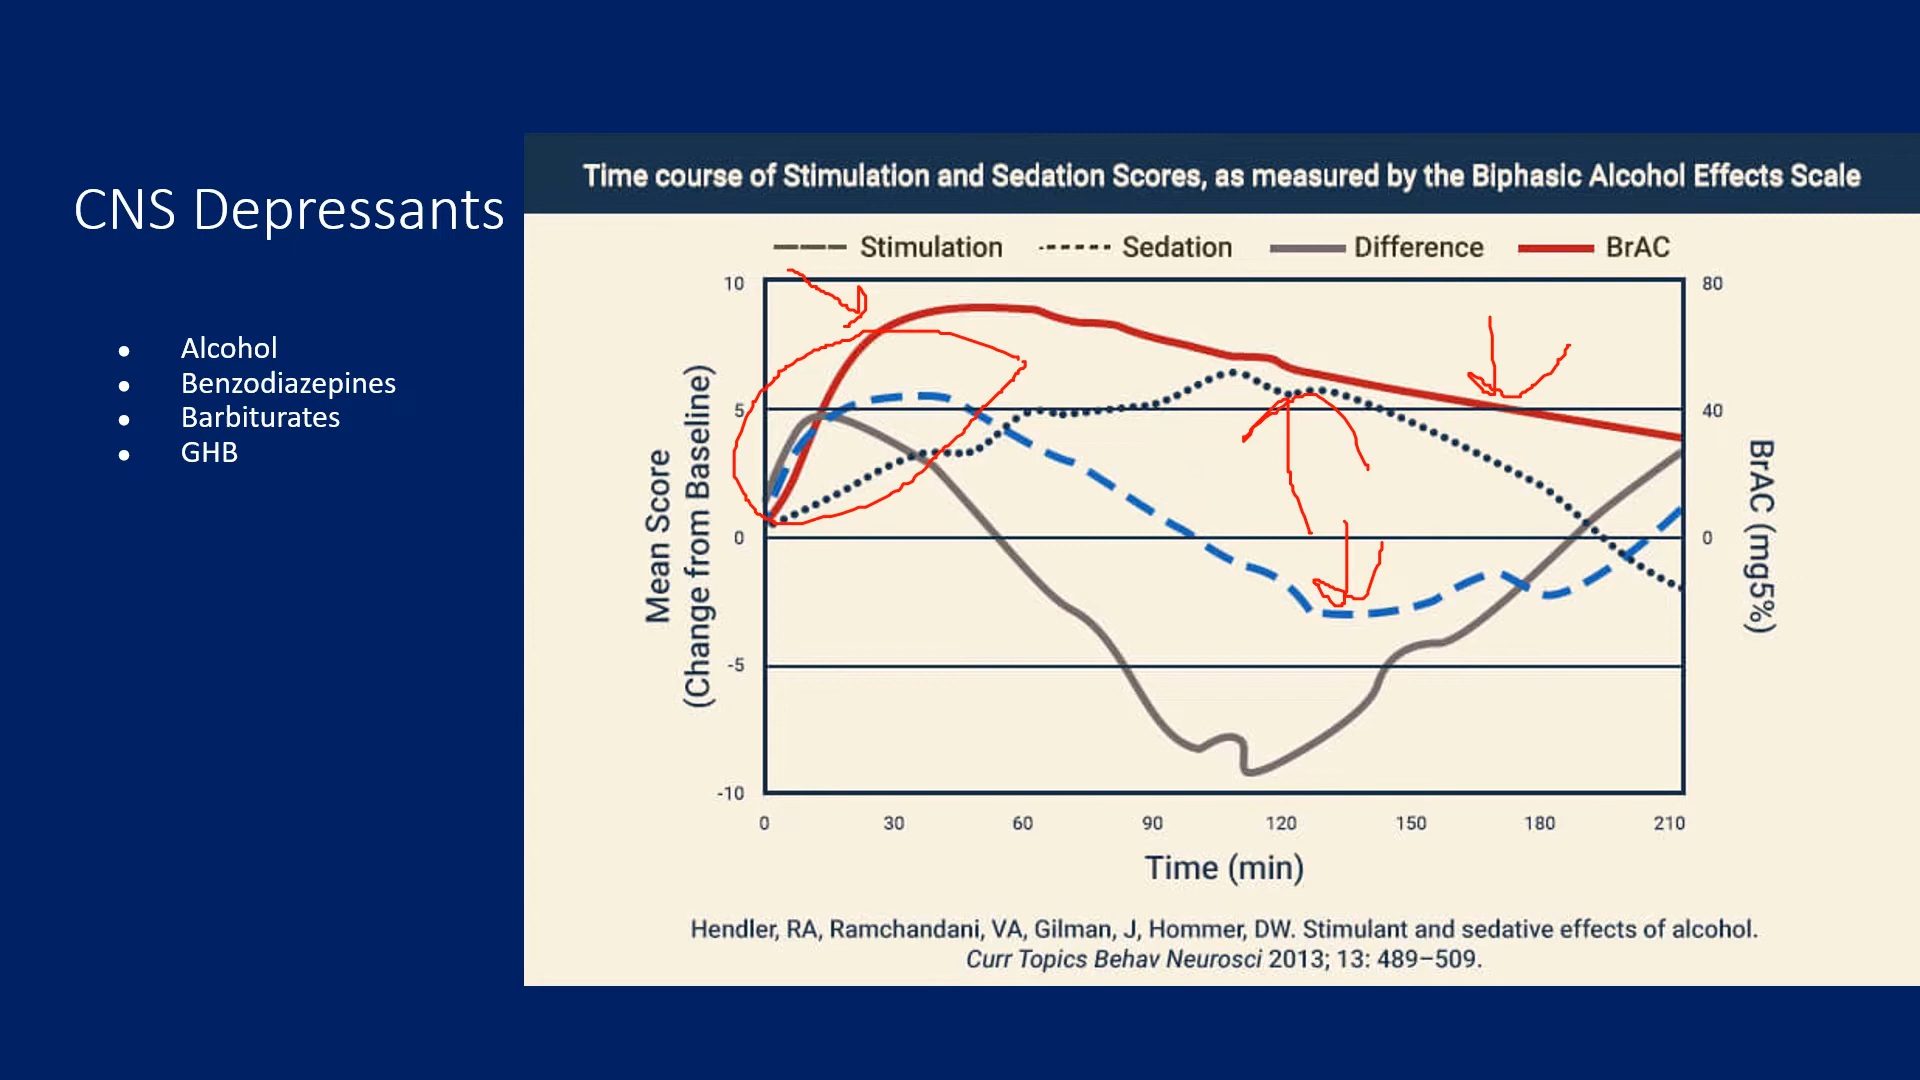 CNS Depressants
• Alcohol
• Benzodiazepines
• Barbiturates
• GHB
Time course of Stimulation and Sedation Scores, as measured by the Biphasic Alcohol Effects Scale
Stimulation Sedation Difference BrAC
10
5
0
-5
-10
80
40
0
Mean Score
(Change from Baseline)
BrAC (mg5%)
0 30 60 90 120 150 180 210
Time (min)
Hendler, RA, Ramchandani, VA, Gilman, J, Hommer, DW. Stimulant and sedative effects of alcohol.
Curr Topics Behav Neurosci 2013; 13: 489–509.